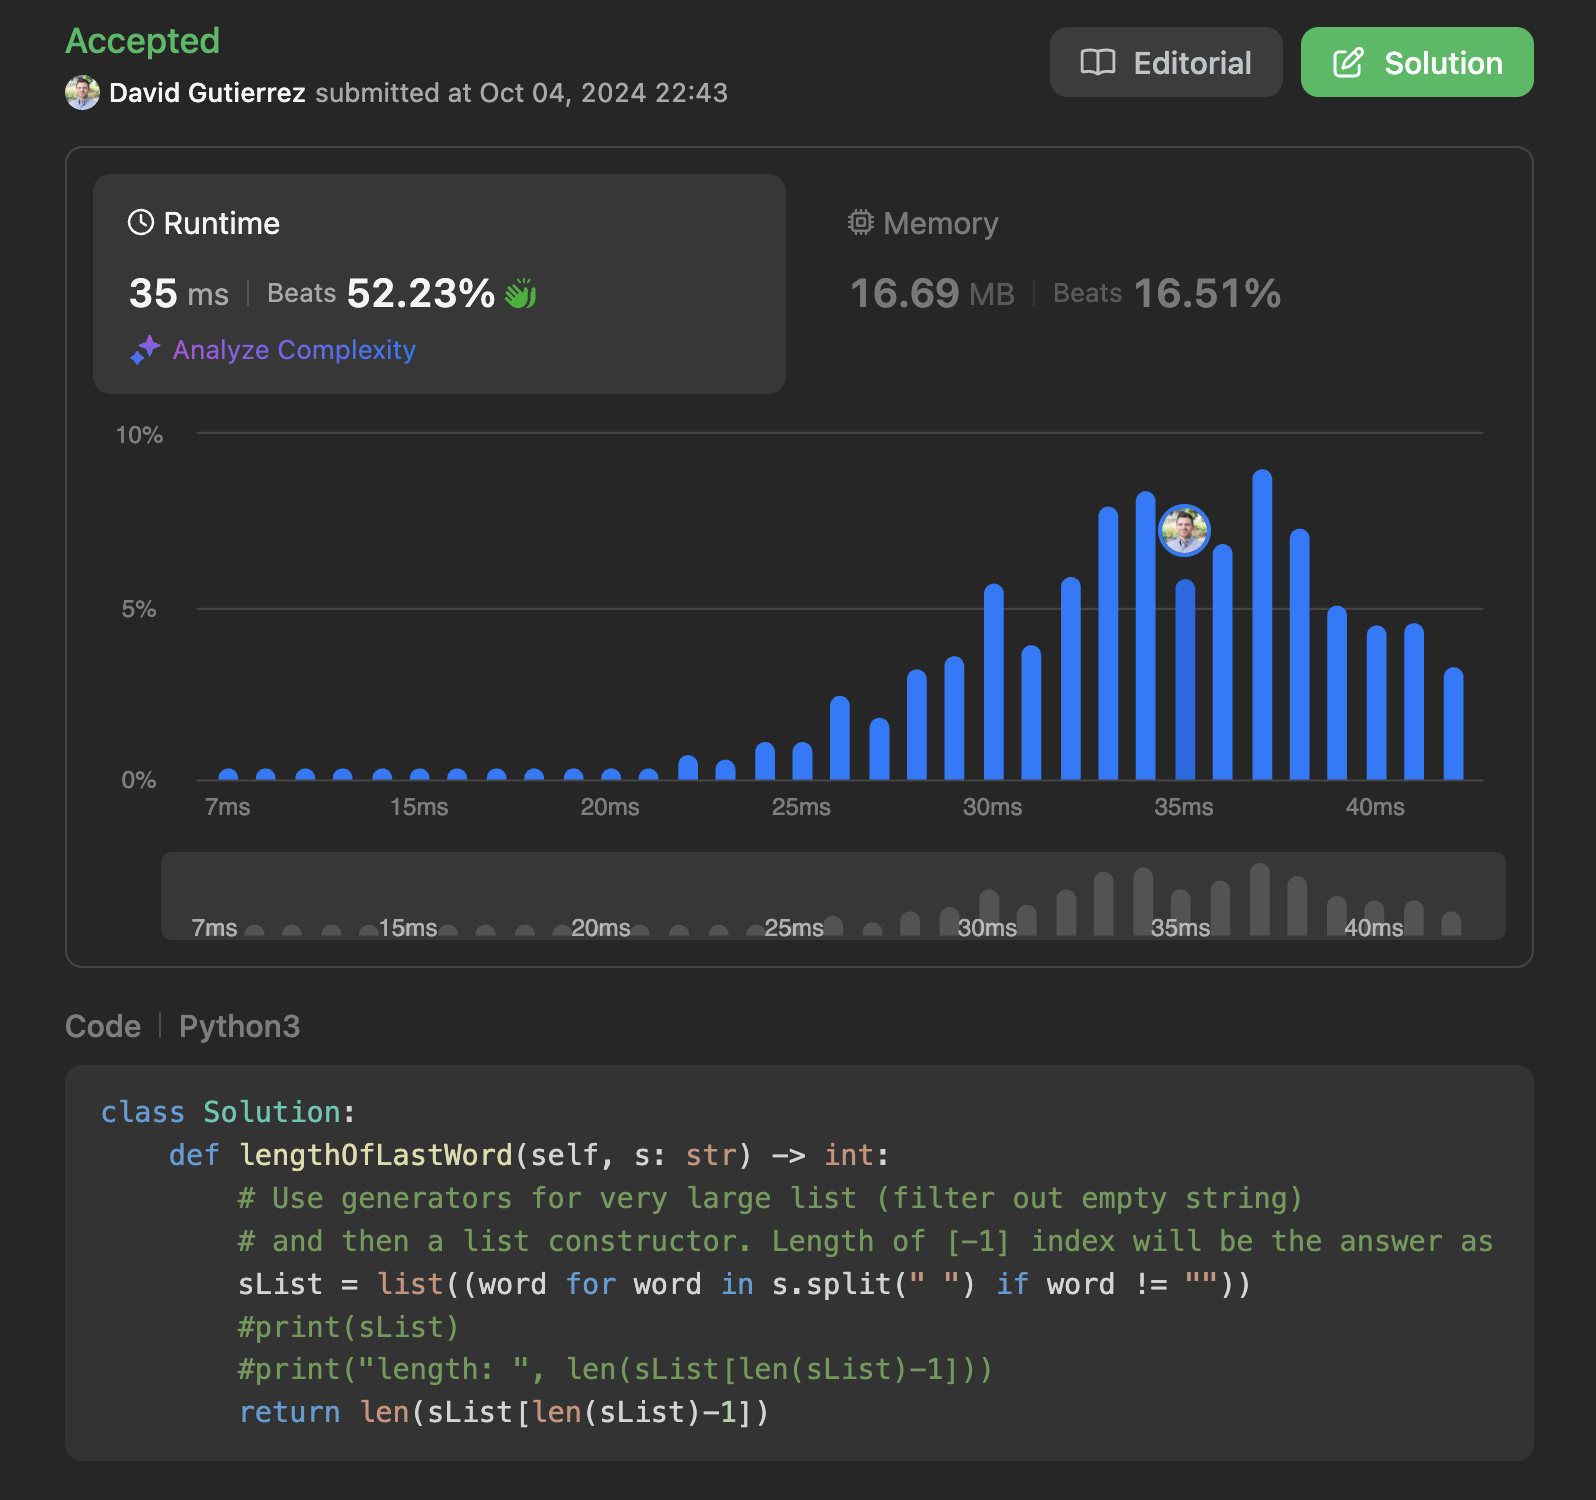 Accepted
David Gutierrez submitted at Oct 04, 2024 22:43
Editorial
Solution
Runtime
35 ms | Beats 52.23%
Analyze Complexity
Memory
16.69 MB | Beats 16.51%
10%
5%
0%
7ms 15ms 20ms 25ms 30ms 35ms 40ms
7ms 15ms 20ms 25ms 30ms 35ms 40ms
Code | Python3
class Solution:
    def lengthOfLastWord(self, s: str) -> int:
        # Use generators for very large list (filter out empty string)
        # and then a list constructor. Length of [-1] index will be the answer as
        sList = list((word for word in s.split(" ") if word != ""))
        #print(sList)
        #print("length: ", len(sList[len(sList)-1]))
        return len(sList[len(sList)-1])